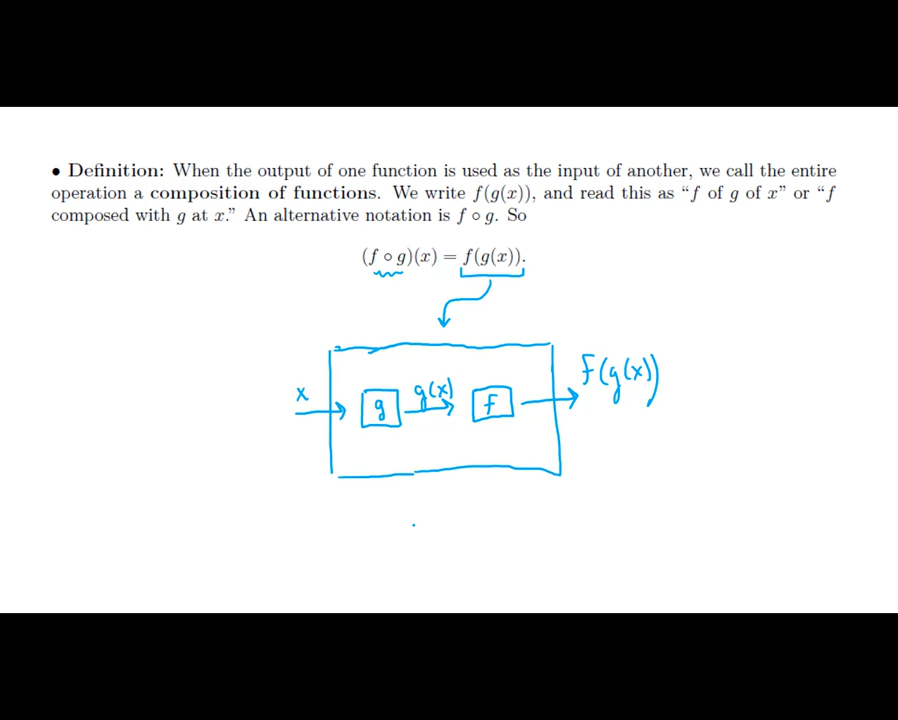 • Definition: When the output of one function is used as the input of another, we call the entire
operation a composition of functions. We write f(g(x)), and read this as “f of g of x” or “f
composed with g at x.” An alternative notation is f ∘ g. So
(f ∘ g)(x) = f(g(x)).
x g g(x) f f(g(x))